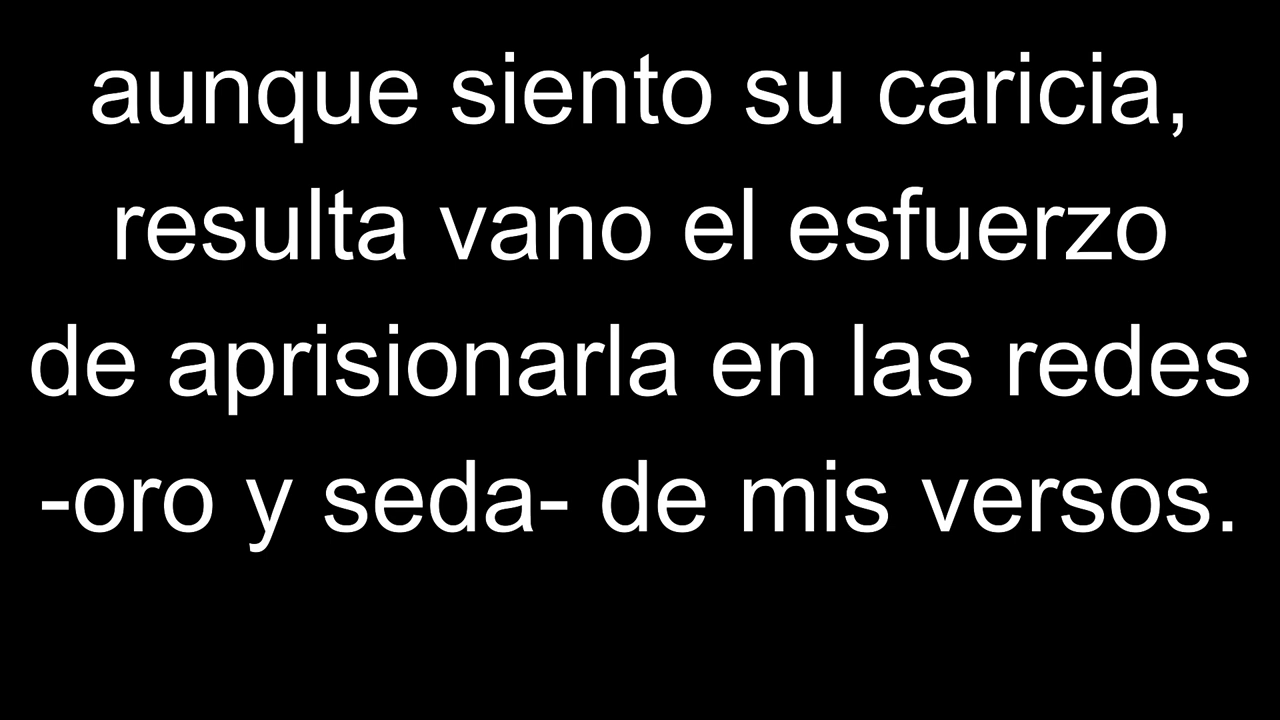 aunque siento su caricia,
resulta vano el esfuerzo
de aprisionarla en las redes
-oro y seda- de mis versos.